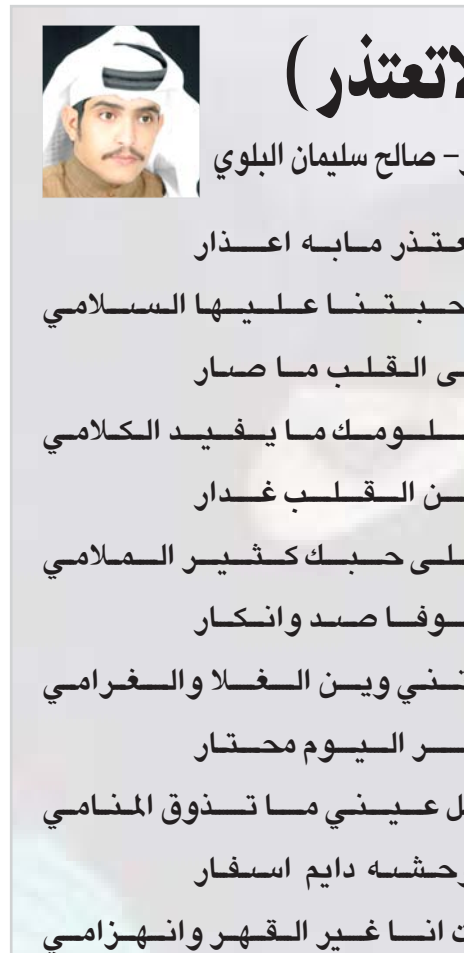 لاتعتذر )
- صالح سليمان البلوي
عتذر مابه اعذار
حبتنا عليها السلامي
ى القلب ما صار
لومك ما يفيد الكلامي
ن القلب غدار
لى حبك كثير الملامي
وفا صد وانكار
تني وين الغلا والغرامي
ر اليوم محتار
ل عيني ما تذوق المنامي
حشه دايم اسفار
ت انا غير القهر وانهزامي